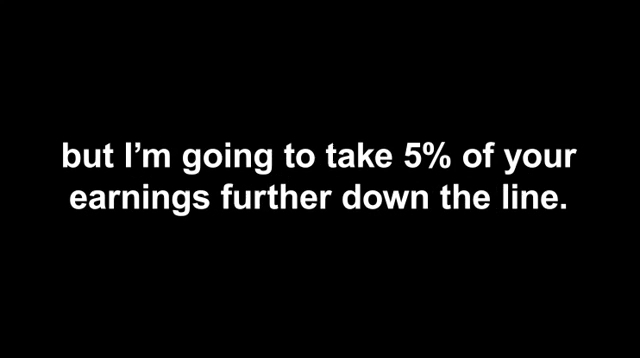 but I’m going to take 5% of your
earnings further down the line.